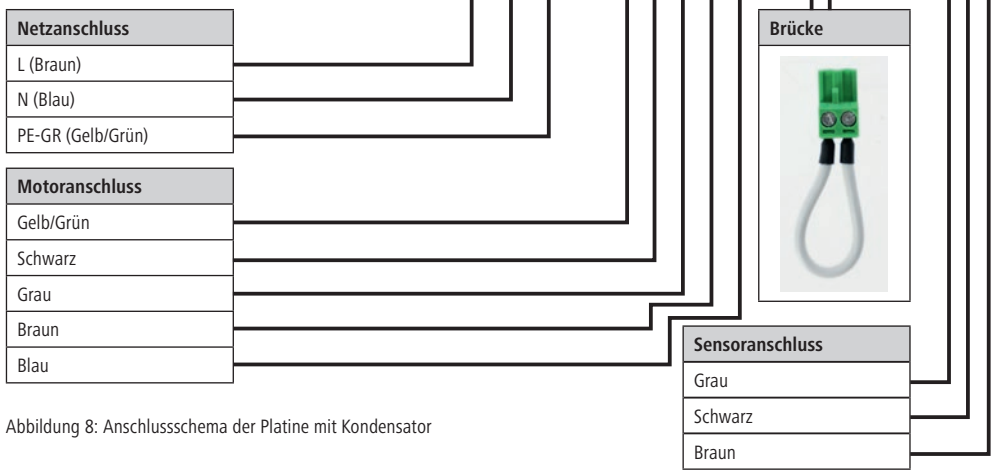 Netzanschluss
L (Braun)
N (Blau)
PE-GR (Gelb/Grün)
Motoranschluss
Gelb/Grün
Schwarz
Grau
Braun
Blau
Brücke
Sensoranschluss
Grau
Schwarz
Braun
Abbildung 8: Anschlussschema der Platine mit Kondensator